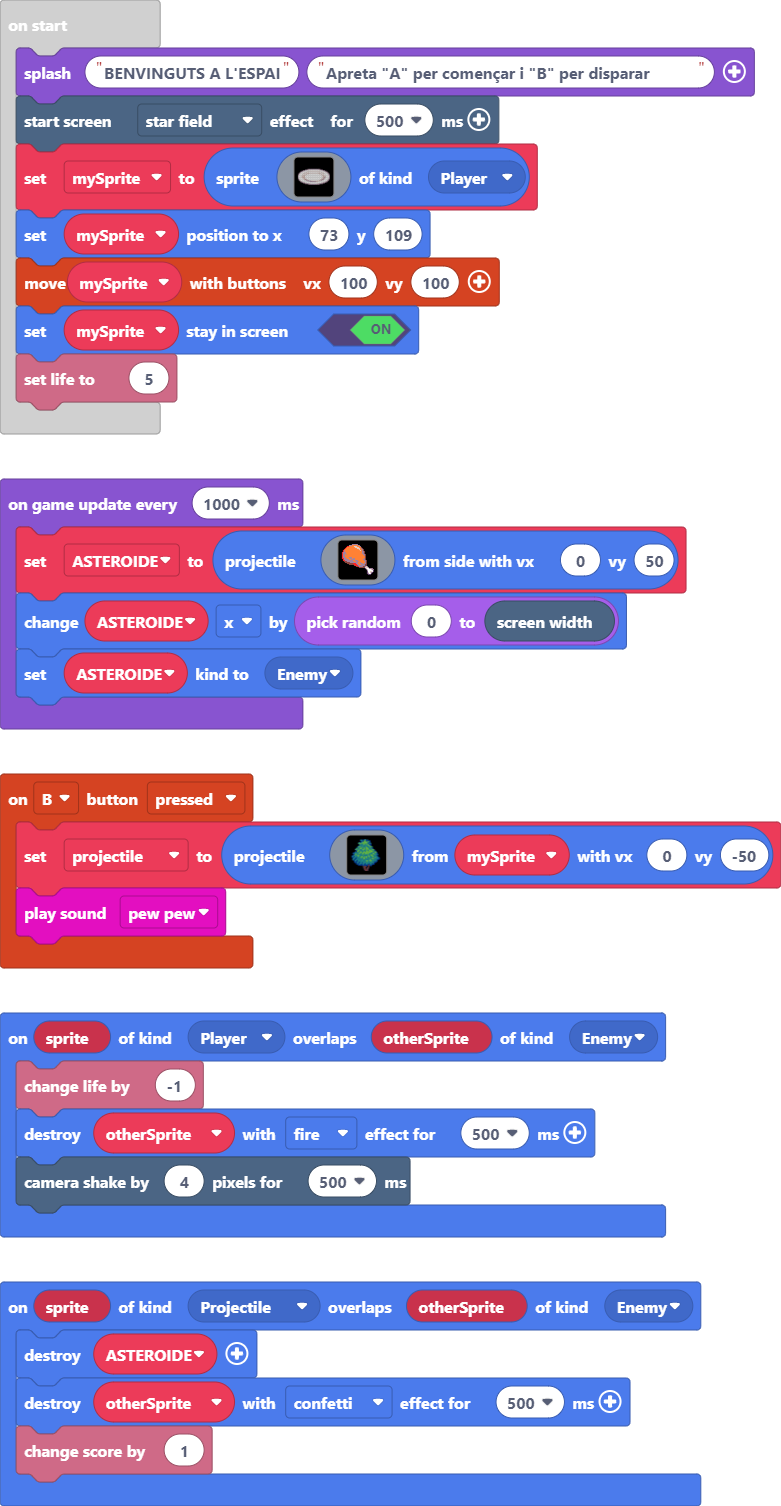 on start
splash "BENVINGUTS A L'ESPAI" "Apreta "A" per començar i "B" per disparar"
start screen star field effect for 500 ms
set mySprite to sprite of kind Player
set mySprite position to x 73 y 109
move mySprite with buttons vx 100 vy 100
set mySprite stay in screen ON
set life to 5
on game update every 1000 ms
set ASTEROIDE to projectile from side with vx 0 vy 50
change ASTEROIDE x by pick random 0 to screen width
set ASTEROIDE kind to Enemy
on B button pressed
set projectile to projectile from mySprite with vx 0 vy -50
play sound pew pew
on sprite of kind Player overlaps otherSprite of kind Enemy
change life by -1
destroy otherSprite with fire effect for 500 ms
camera shake by 4 pixels for 500 ms
on sprite of kind Projectile overlaps otherSprite of kind Enemy
destroy ASTEROIDE
destroy otherSprite with confetti effect for 500 ms
change score by 1